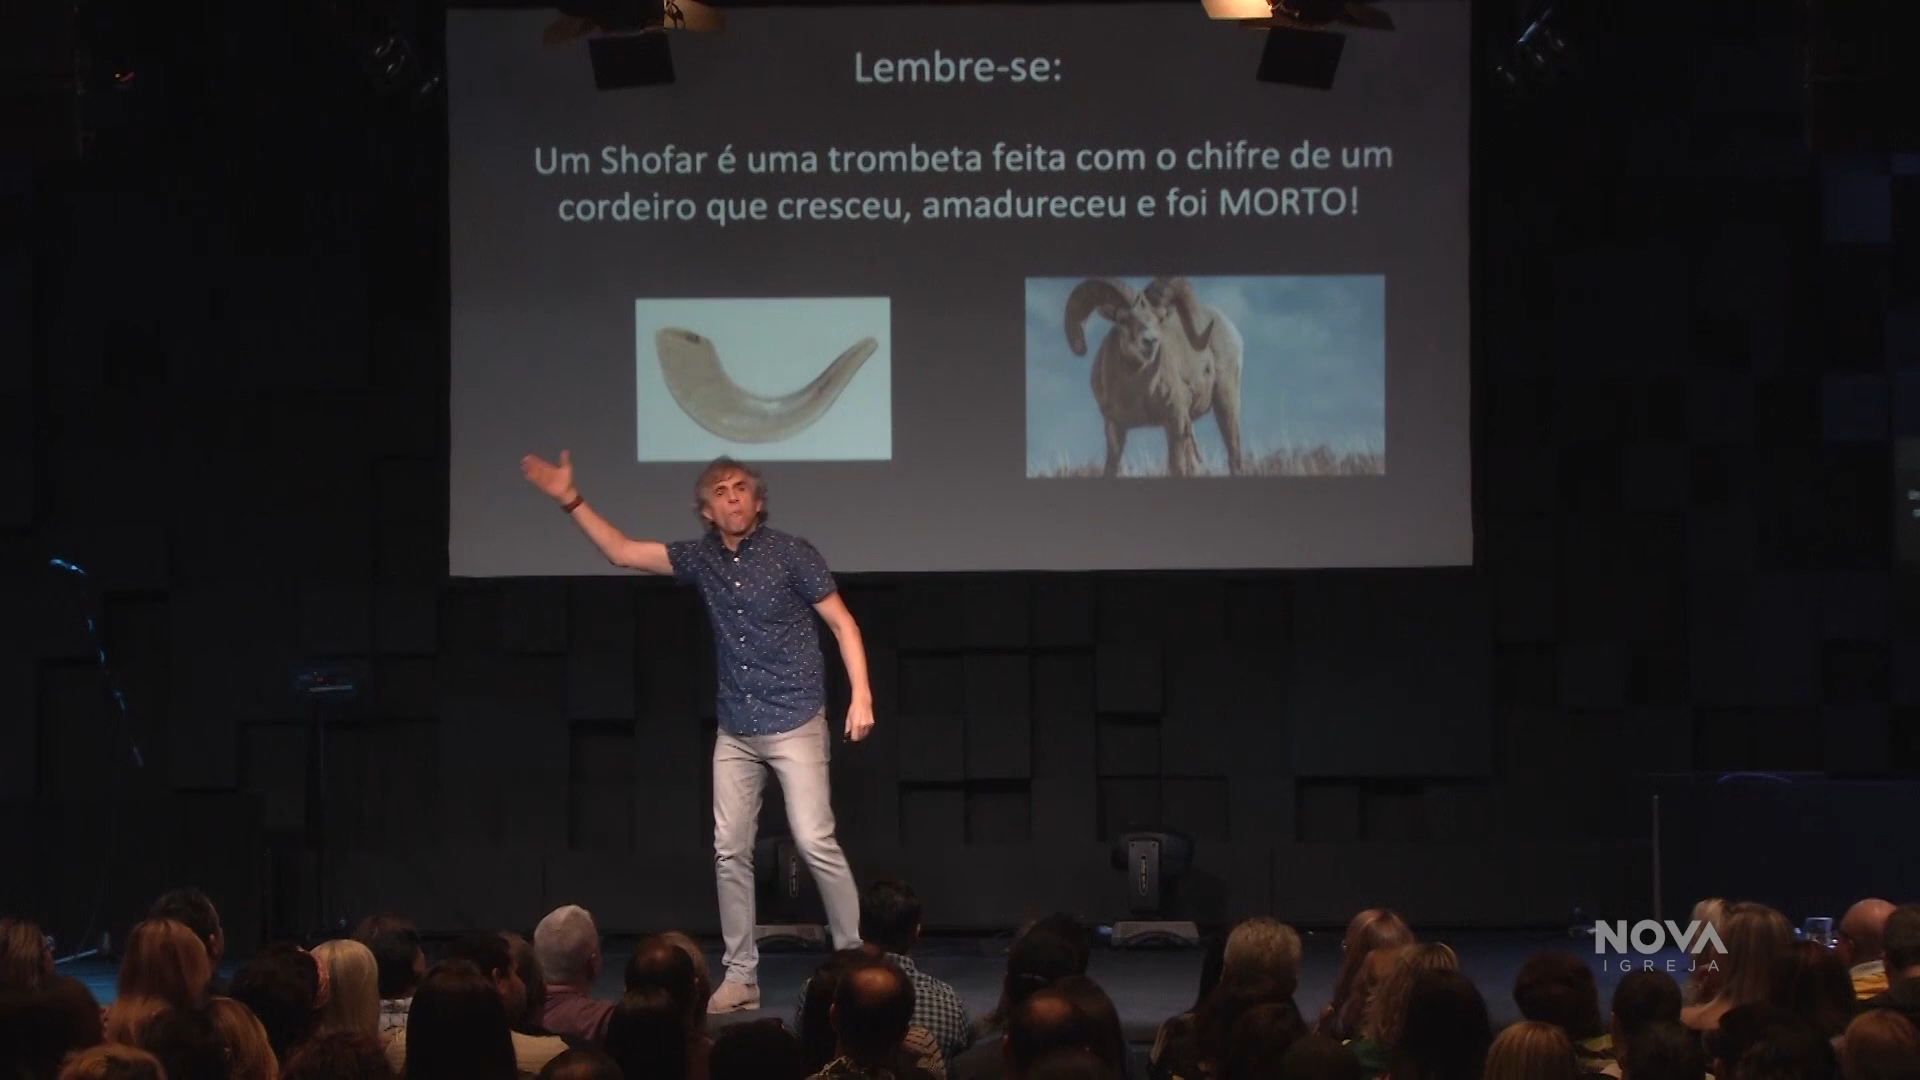 Lembre-se:
Um Shofar é uma trombeta feita com o chifre de um
cordeiro que cresceu, amadureceu e foi MORTO!
NOVA
IGREJA